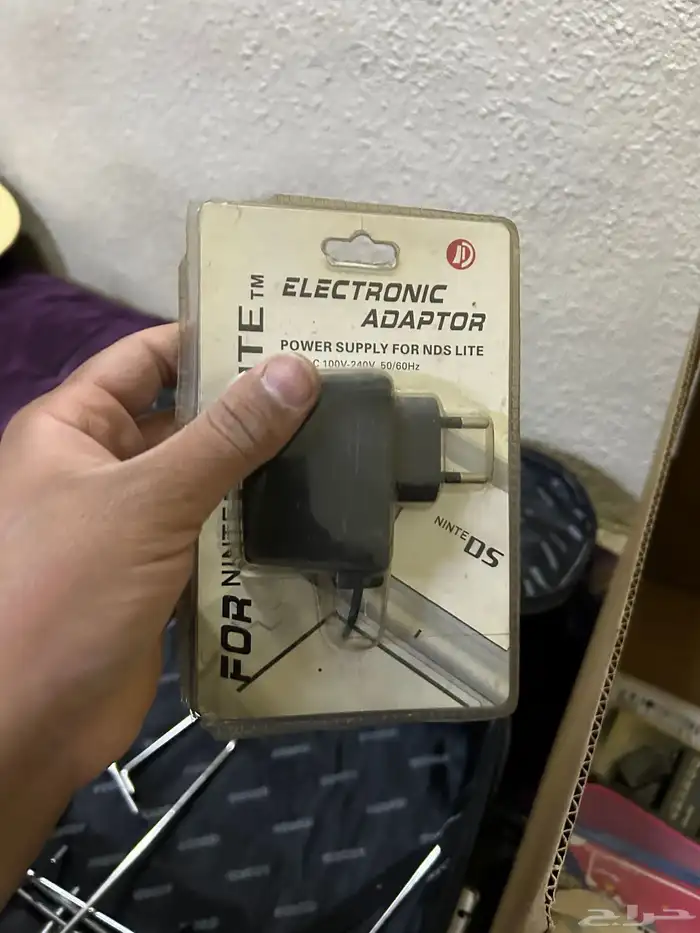 ELECTRONIC
ADAPTOR
POWER SUPPLY FOR NDS LITE
100V-240V 50/60Hz
FOR
TM
NINTE
DS
حراج